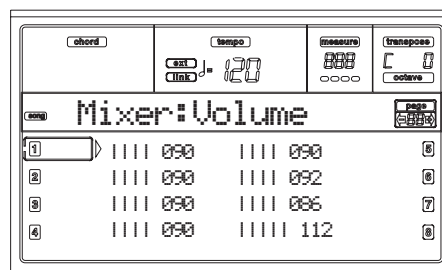 chord tempo measure transpose
ext link ♩= 120 888 C 0
octave
song Mixer:Volume page
1 |||| 090 |||| 090 5
2 |||| 090 |||| 092 6
3 |||| 090 |||| 086 7
4 |||| 090 ||||| 112 8